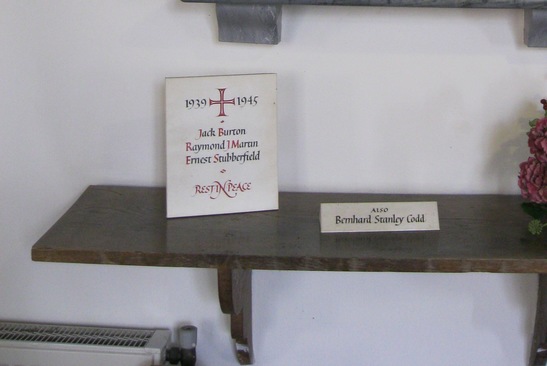 1939 1945
Jack Burton
Raymond J Martin
Ernest Stubberfield
REST IN PEACE
ALSO
Bernhard Stanley Codd